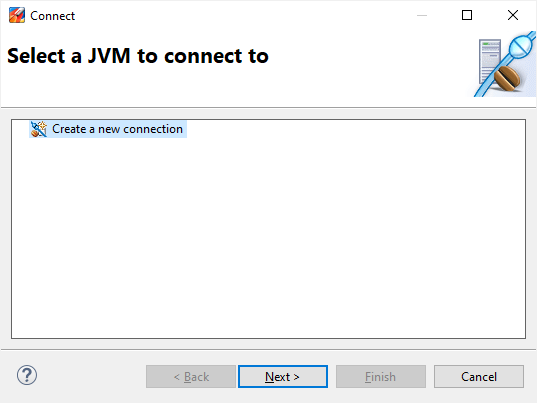 Connect
Select a JVM to connect to
Create a new connection
?
< Back
Next >
Finish
Cancel